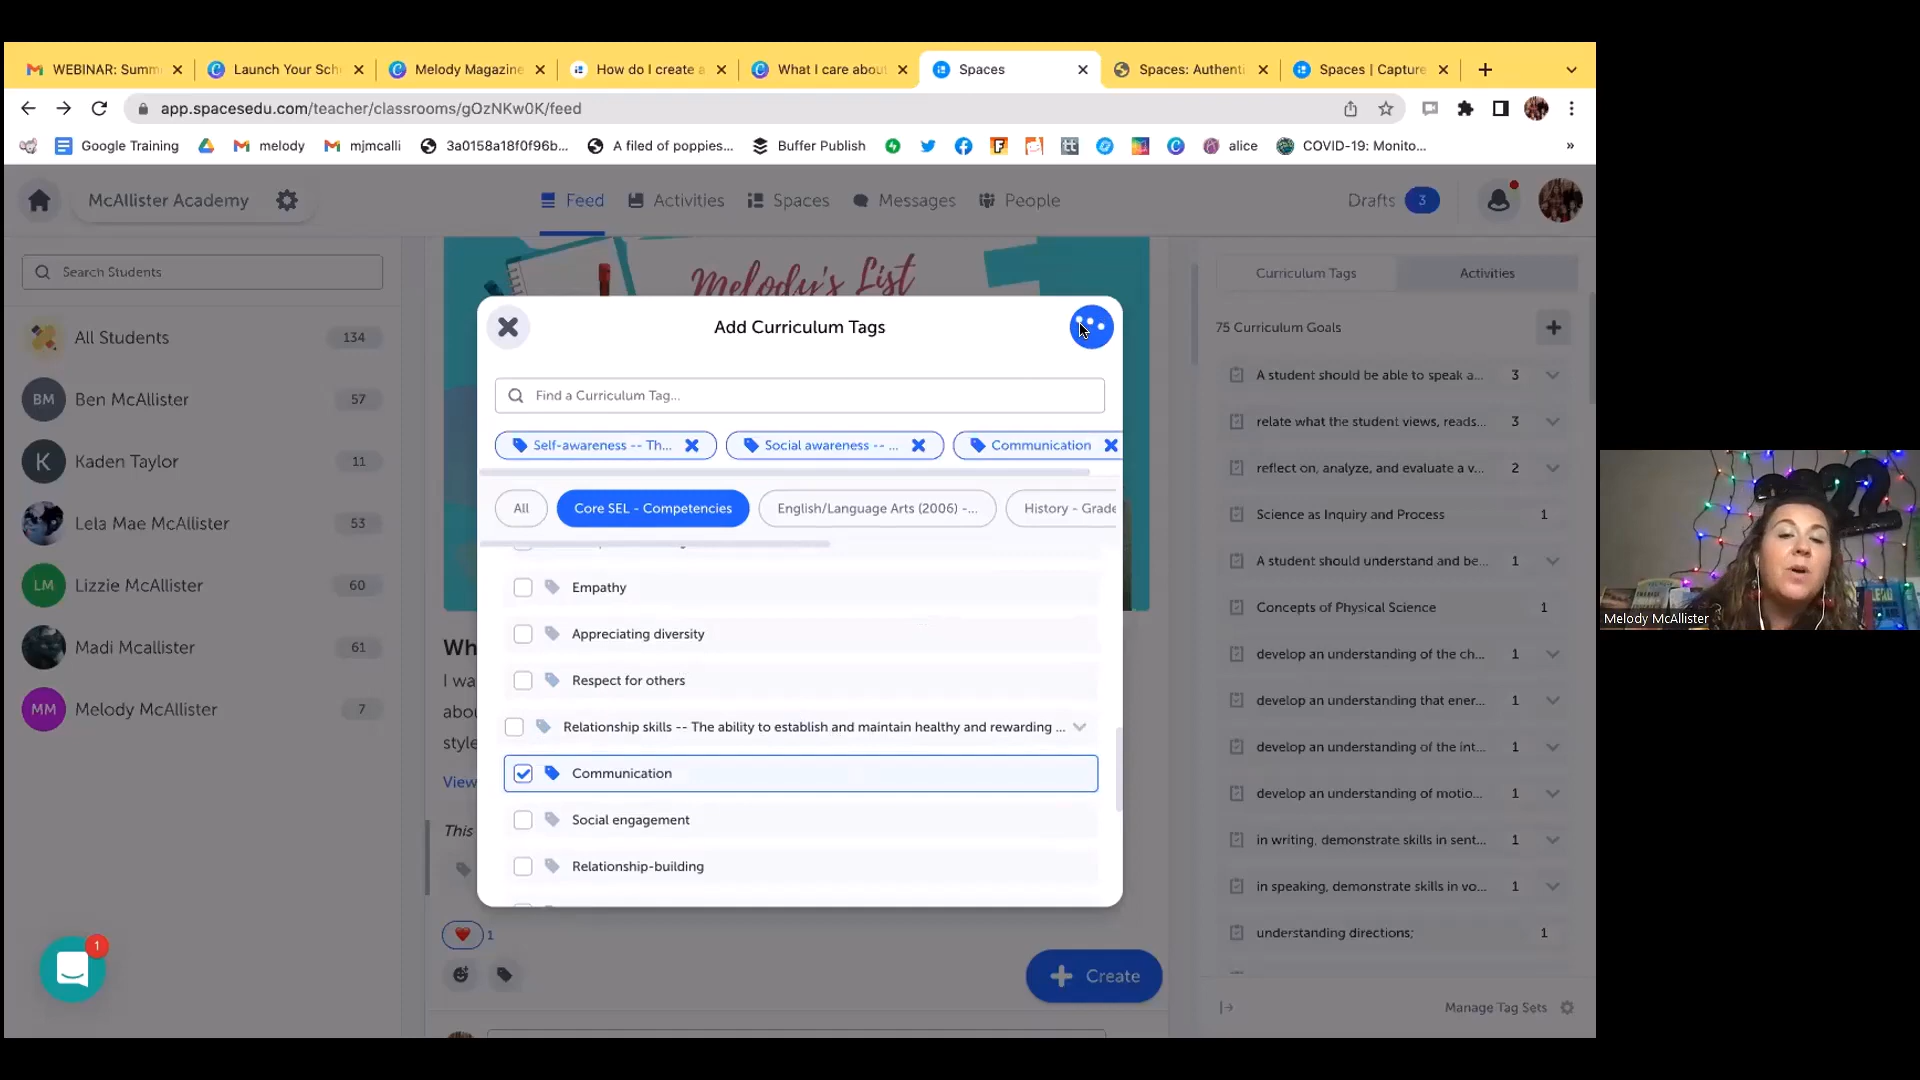 WEBINAR: Summ
Launch Your Sch
Melody Magazine
How do I create a
What I care about
Spaces
Spaces: Authenti
Spaces | Capture
app.spacesedu.com/teacher/classrooms/gOzNKw0K/feed
Google Training
melody
mjmcalli
3a0158a18f0f96b...
A filed of poppies...
Buffer Publish
alice
COVID-19: Monito...
»
McAllister Academy
Feed
Activities
Spaces
Messages
People
Drafts
3
Search Students
All Students 134
BM Ben McAllister 57
K Kaden Taylor 11
Lela Mae McAllister 53
LM Lizzie McAllister 60
Madi Mcallister 61
MM Melody McAllister 7
1
Melody's List
Wh
I wa
abou
style
View
This
1
Create
Add Curriculum Tags
Find a Curriculum Tag...
Self-awareness -- Th...
Social awareness -- ...
Communication
All
Core SEL - Competencies
English/Language Arts (2006) -...
History - Grade
Empathy
Appreciating diversity
Respect for others
Relationship skills -- The ability to establish and maintain healthy and rewarding ...
Communication
Social engagement
Relationship-building
Curriculum Tags
Activities
75 Curriculum Goals
A student should be able to speak a... 3
relate what the student views, reads... 3
reflect on, analyze, and evaluate a v... 2
Science as Inquiry and Process 1
A student should understand and be... 1
Concepts of Physical Science 1
develop an understanding of the ch... 1
develop an understanding that ener... 1
develop an understanding of the int... 1
develop an understanding of motio... 1
in writing, demonstrate skills in sent... 1
in speaking, demonstrate skills in vo... 1
understanding directions; 1
Manage Tag Sets
Melody McAllister